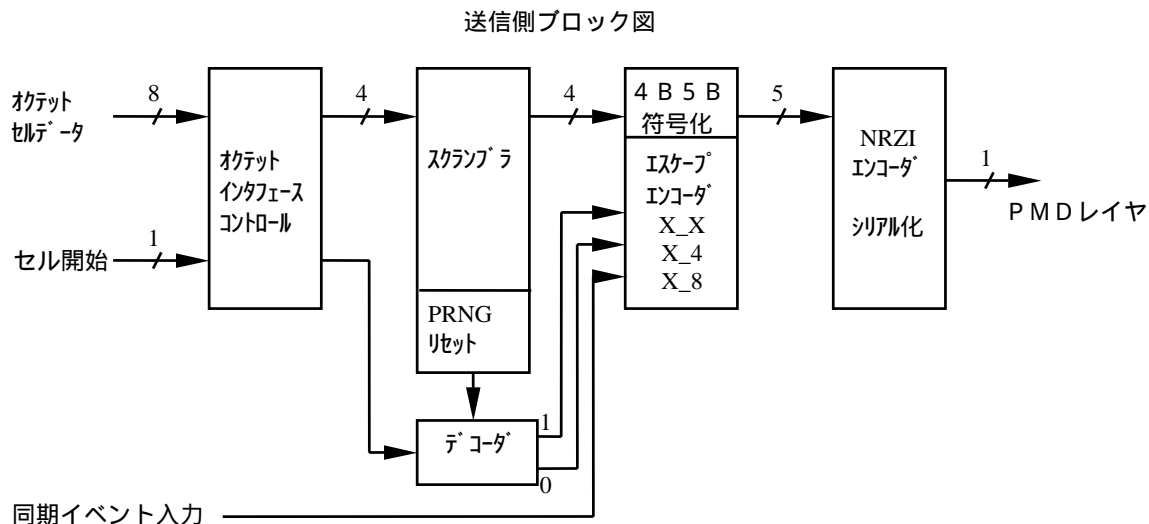 送信側ブロック図
8
オクテット
セルデータ
4
4
5
4B5B
符号化
オクテット
インタフェース
コントロール
スクランブラ
エスケープ
エンコーダ
X_X
X_4
X_8
NRZI
エンコーダ
シリアル化
1
PMDレイヤ
1
セル開始
PRNG
リセット
デコーダ
1
0
同期イベント入力